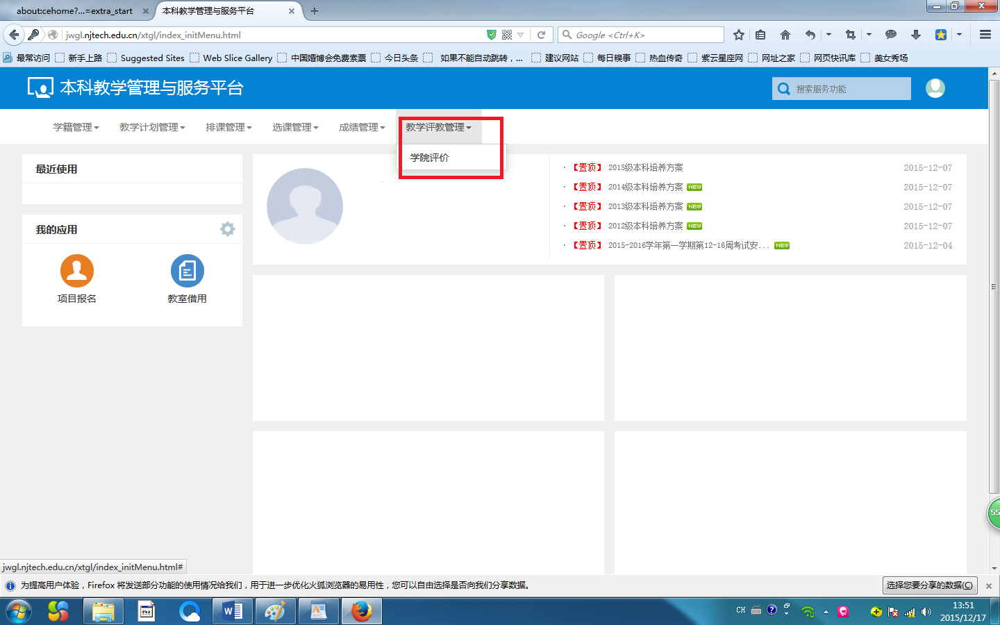 about:cehome?...=extra_start
本科教学管理与服务平台
jwgl.njtech.edu.cn/xtgl/index_initMenu.html
Google <Ctrl+K>
最常访问 新手上路 Suggested Sites Web Slice Gallery 中国婚博会免费索票 今日头条 如果不能自动跳转，... 建议网站 每日糗事 热血传奇 紫云星座网 网址之家 网页快讯库 美女秀场
本科教学管理与服务平台
搜索服务功能
学籍管理 教学计划管理 排课管理 选课管理 成绩管理 教学评教管理
学院评价
最近使用
我的应用
项目报名 教室借用
· 【置顶】 2015级本科培养方案 2015-12-07
· 【置顶】 2014级本科培养方案 NEW 2015-12-07
· 【置顶】 2013级本科培养方案 NEW 2015-12-07
· 【置顶】 2012级本科培养方案 NEW 2015-12-07
· 【置顶】 2015-2016学年第一学期第12-16周考试安... NEW 2015-12-04
55
jwgl.njtech.edu.cn/xtgl/index_initMenu.html#
为提高用户体验，Firefox 将发送部分功能的使用情况给我们，用于进一步优化火狐浏览器的易用性，您可以自由选择是否向我们分享数据。
选择您要分享的数据(C)
CH
13:51
2015/12/17